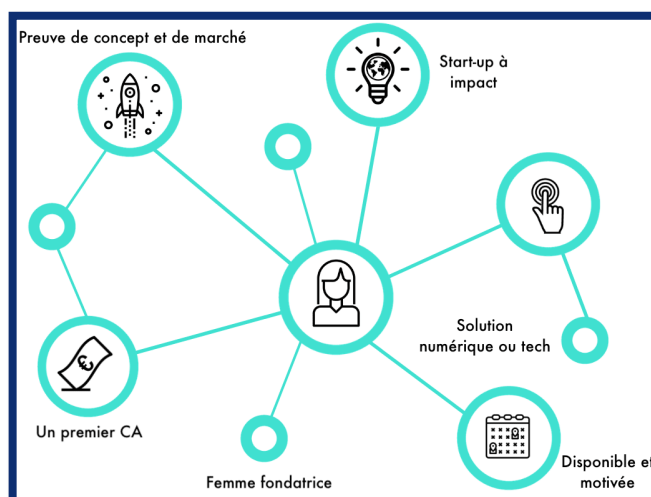 Preuve de concept et de marché
Start-up à
impact
Solution
numérique ou tech
Un premier CA
Femme fondatrice
Disponible et
motivée